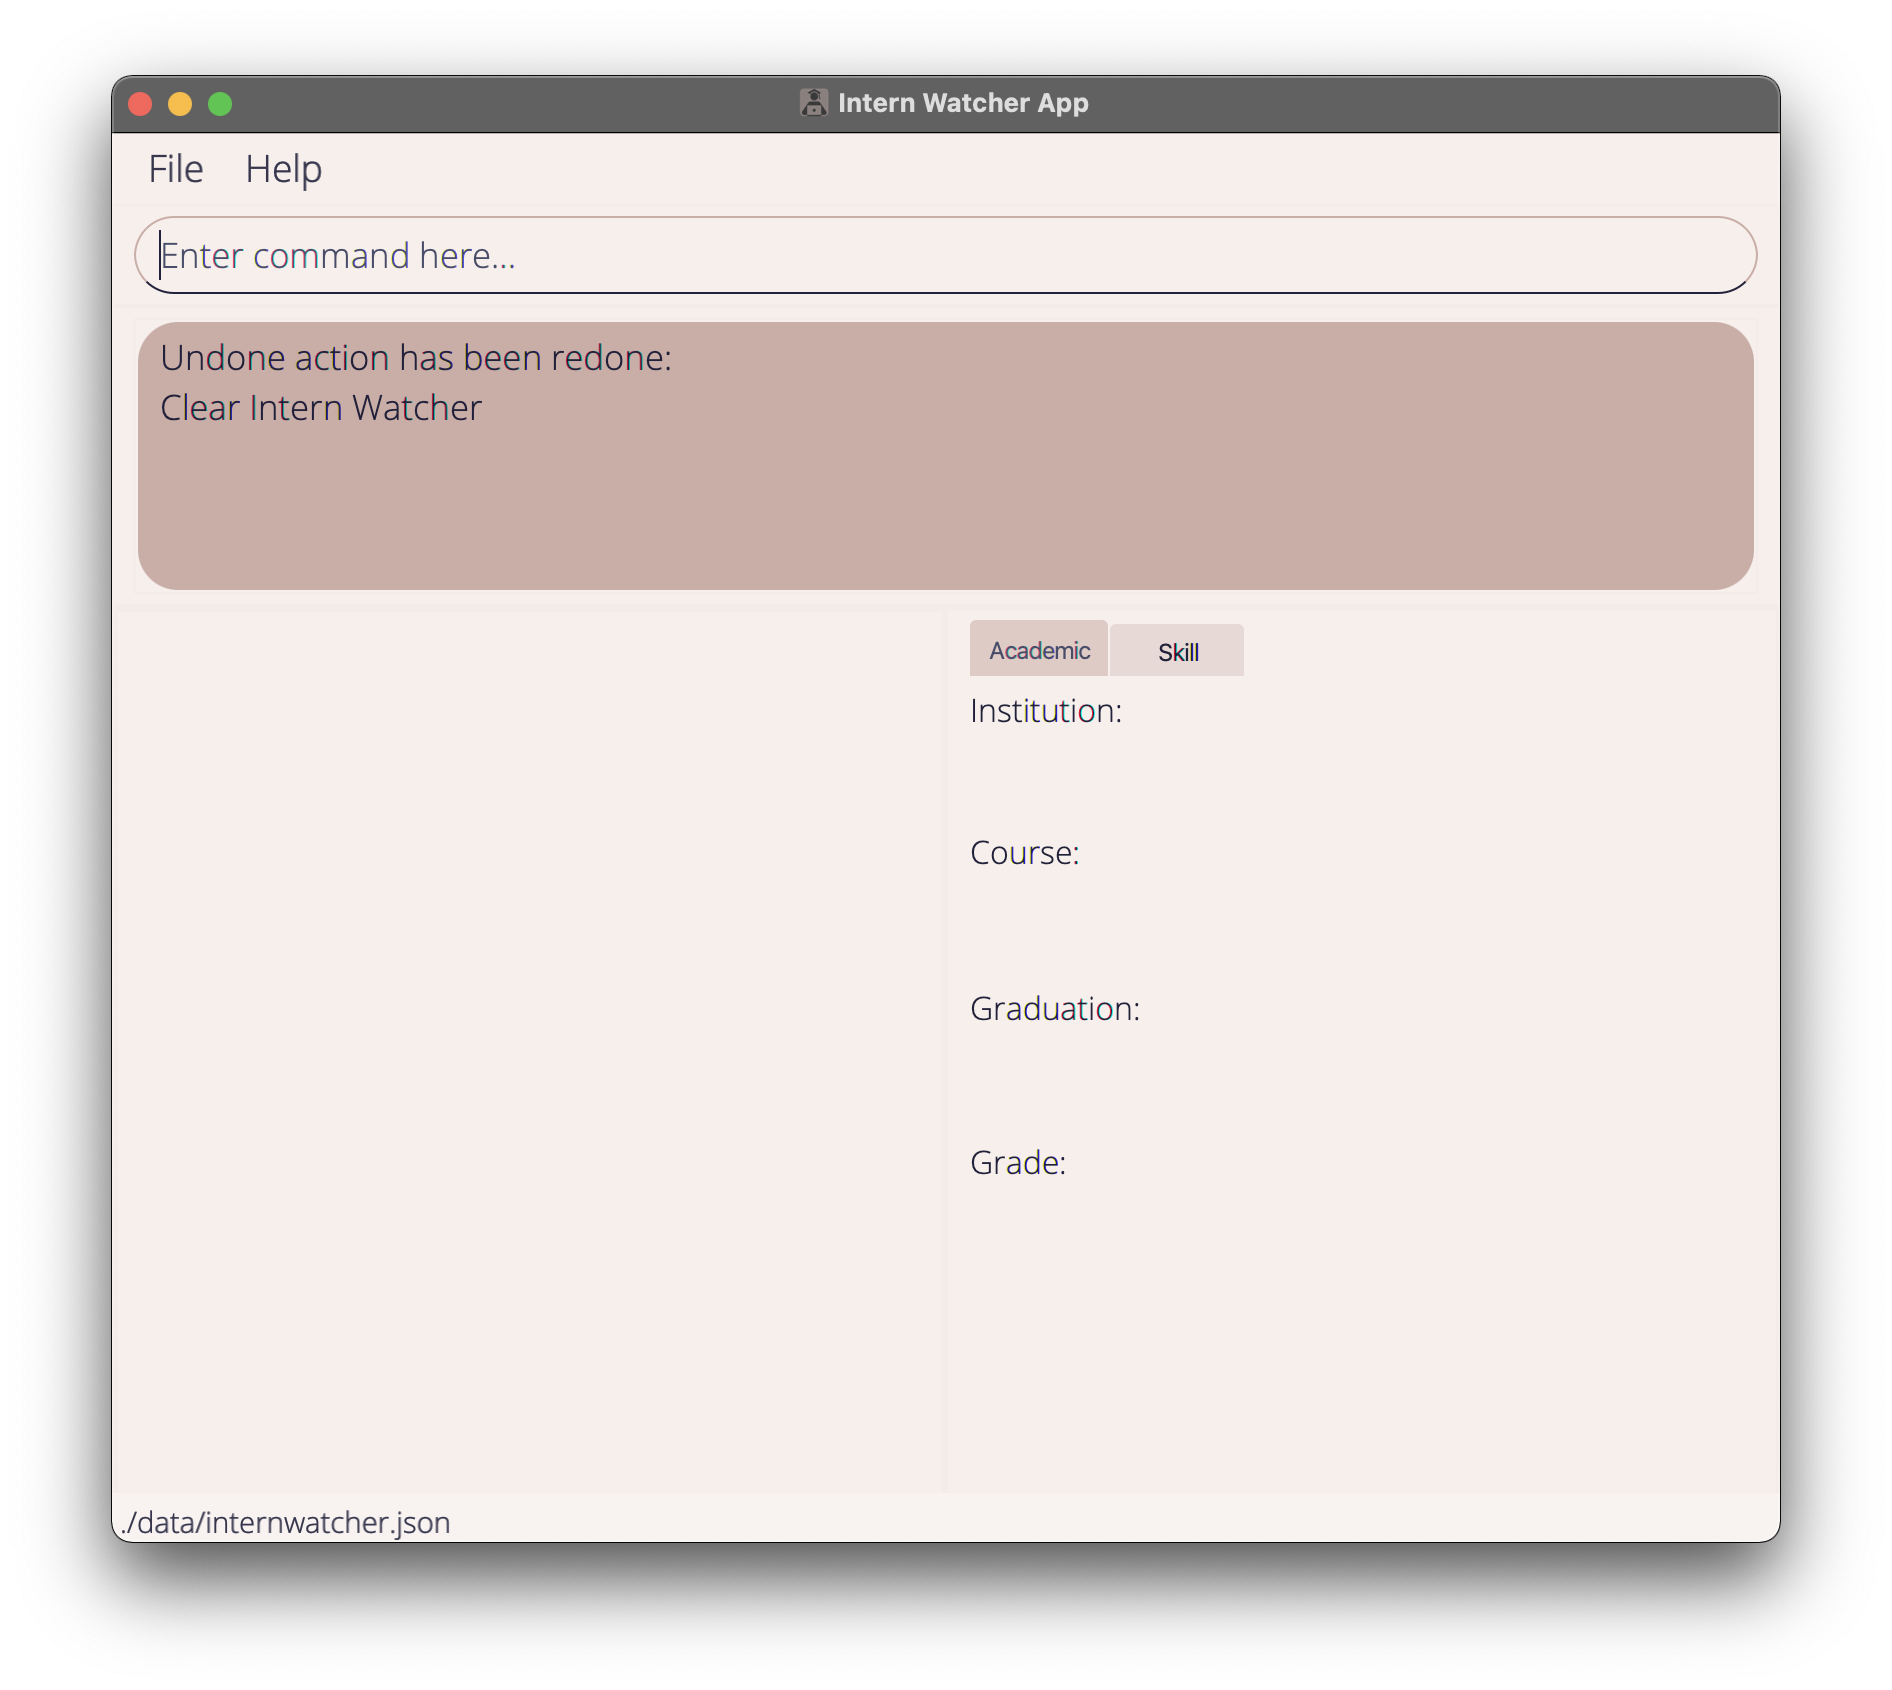 Intern Watcher App
File Help
Enter command here...
Undone action has been redone:
Clear Intern Watcher
Academic Skill
Institution:
Course:
Graduation:
Grade:
./data/internwatcher.json